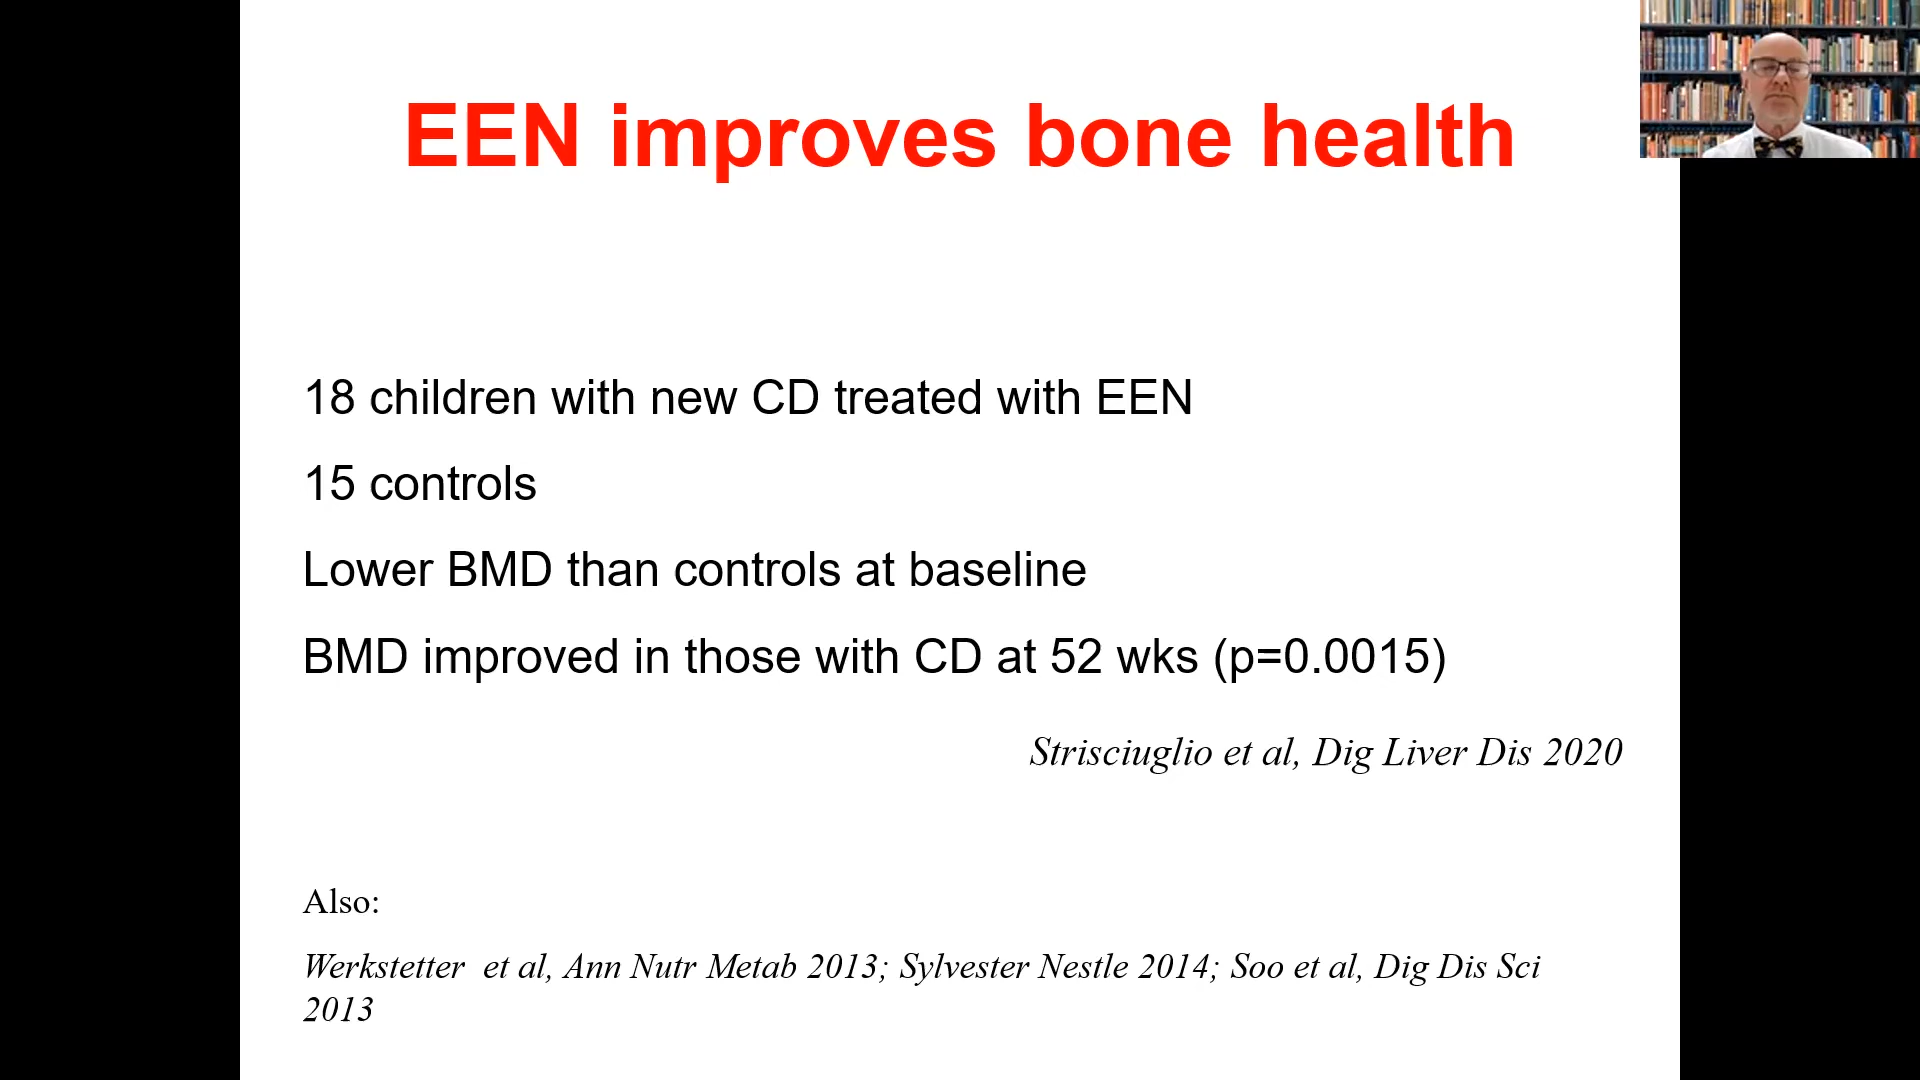 EEN improves bone health
18 children with new CD treated with EEN
15 controls
Lower BMD than controls at baseline
BMD improved in those with CD at 52 wks (p=0.0015)
Strisciuglio et al, Dig Liver Dis 2020
Also:
Werkstetter  et al, Ann Nutr Metab 2013; Sylvester Nestle 2014; Soo et al, Dig Dis Sci
2013